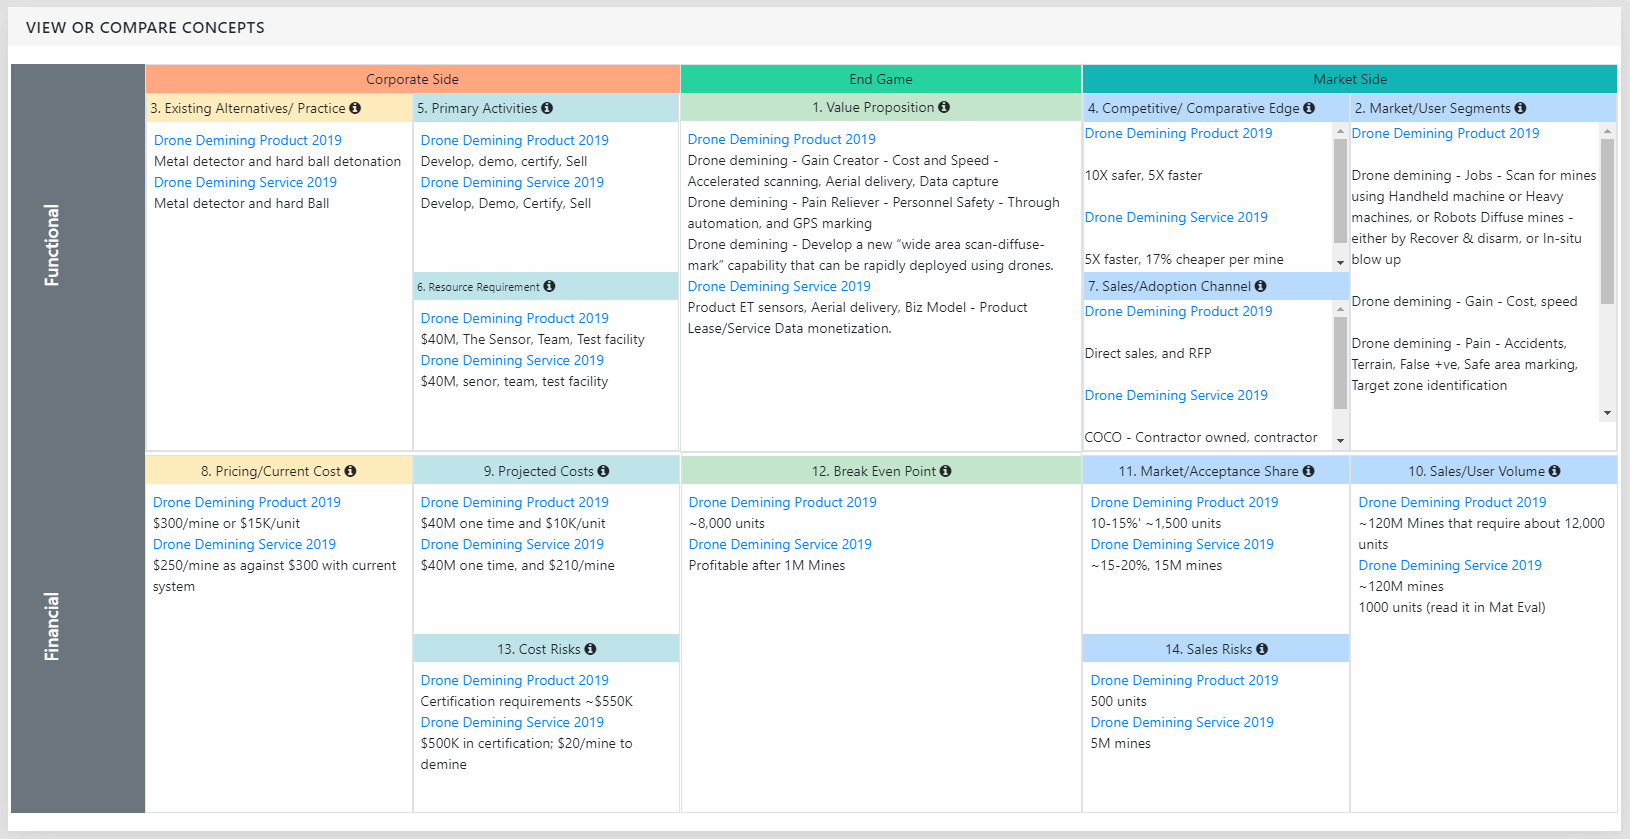 VIEW OR COMPARE CONCEPTS
Corporate Side
End Game
Market Side
Functional
3. Existing Alternatives/ Practice
Drone Demining Product 2019
Metal detector and hard ball detonation
Drone Demining Service 2019
Metal detector and hard Ball
5. Primary Activities
Drone Demining Product 2019
Develop, demo, certify, Sell
Drone Demining Service 2019
Develop, Demo, Certify, Sell
6. Resource Requirement
Drone Demining Product 2019
$40M, The Sensor, Team, Test facility
Drone Demining Service 2019
$40M, senor, team, test facility
1. Value Proposition
Drone Demining Product 2019
Drone demining - Gain Creator - Cost and Speed -
Accelerated scanning, Aerial delivery, Data capture
Drone demining - Pain Reliever - Personnel Safety - Through
automation, and GPS marking
Drone demining - Develop a new “wide area scan-diffuse-
mark” capability that can be rapidly deployed using drones.
Drone Demining Service 2019
Product ET sensors, Aerial delivery, Biz Model - Product
Lease/Service Data monetization.
4. Competitive/ Comparative Edge
Drone Demining Product 2019
10X safer, 5X faster
Drone Demining Service 2019
5X faster, 17% cheaper per mine
7. Sales/Adoption Channel
Drone Demining Product 2019
Direct sales, and RFP
Drone Demining Service 2019
COCO - Contractor owned, contractor
2. Market/User Segments
Drone Demining Product 2019
Drone demining - Jobs - Scan for mines
using Handheld machine or Heavy
machines, or Robots Diffuse mines -
either by Recover & disarm, or In-situ
blow up
Drone demining - Gain - Cost, speed
Drone demining - Pain - Accidents,
Terrain, False +ve, Safe area marking,
Target zone identification
Financial
8. Pricing/Current Cost
Drone Demining Product 2019
$300/mine or $15K/unit
Drone Demining Service 2019
$250/mine as against $300 with current
system
9. Projected Costs
Drone Demining Product 2019
$40M one time and $10K/unit
Drone Demining Service 2019
$40M one time, and $210/mine
13. Cost Risks
Drone Demining Product 2019
Certification requirements ~$550K
Drone Demining Service 2019
$500K in certification; $20/mine to
demine
12. Break Even Point
Drone Demining Product 2019
~8,000 units
Drone Demining Service 2019
Profitable after 1M Mines
11. Market/Acceptance Share
Drone Demining Product 2019
10-15%' ~1,500 units
Drone Demining Service 2019
~15-20%, 15M mines
14. Sales Risks
Drone Demining Product 2019
500 units
Drone Demining Service 2019
5M mines
10. Sales/User Volume
Drone Demining Product 2019
~120M Mines that require about 12,000
units
Drone Demining Service 2019
~120M mines
1000 units (read it in Mat Eval)